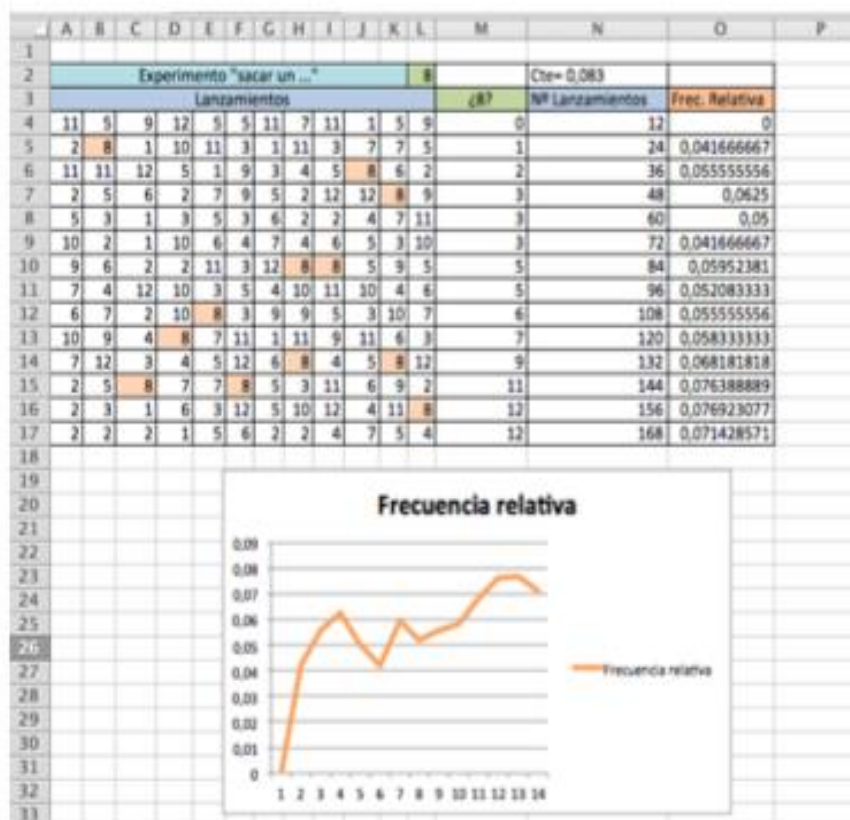 A B C D E F G H I J K L M N O P
1
2 Experimento "sacar un ..." 8 Cte= 0,083
3 Lanzamientos ¿8? Nº Lanzamientos Frec. Relativa
4 11 5 9 12 5 5 11 7 11 1 5 9 0 12 0
5 2 8 1 10 11 3 1 11 3 7 7 5 1 24 0,041666667
6 11 11 12 5 1 9 3 4 5 8 6 2 2 36 0,055555556
7 2 5 6 2 7 9 5 2 12 12 8 9 3 48 0,0625
8 5 3 1 3 5 3 6 2 2 4 7 11 3 60 0,05
9 10 2 1 10 6 4 7 4 6 5 3 10 3 72 0,041666667
10 9 6 2 2 11 3 12 8 8 5 9 5 5 84 0,05952381
11 7 4 12 10 3 5 4 10 11 10 4 6 5 96 0,052083333
12 6 7 2 10 8 3 9 9 5 3 10 7 6 108 0,055555556
13 10 9 4 8 7 11 1 11 9 11 6 3 7 120 0,058333333
14 7 12 3 4 5 12 6 8 4 5 8 12 9 132 0,068181818
15 2 5 8 7 7 8 5 3 11 6 9 2 11 144 0,076388889
16 2 3 1 6 3 12 5 10 12 4 11 8 12 156 0,076923077
17 2 2 2 1 5 6 2 2 4 7 5 4 12 168 0,071428571
18
19
20 Frecuencia relativa
21
22 0,09
23 0,08
24 0,07
25 0,06
26 0,05
27 0,04 Frecuencia relativa
28 0,03
29 0,02
30 0,01
31 0
32 1 2 3 4 5 6 7 8 9 10 11 12 13 14
33